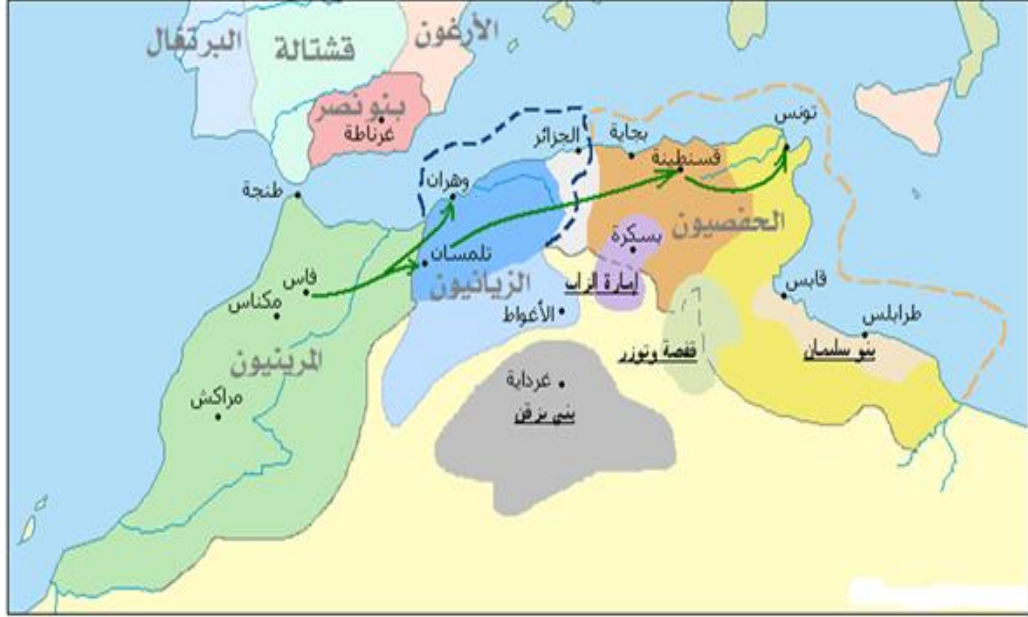 البرتغال
قشتالة
الأرغون
بنو نصر
غرناطة
طنجة
وهران
الجزائر
بجاية
قسنطينة
تونس
الحفصيون
تلمسان
بسكرة
الزيانيون
إمارة الزاب
قابس
فاس
مكناس
الأغواط
طرابلس
المرينيون
قفصة وتوزر
بنو سليمان
غرداية
مراكش
بني يزقن